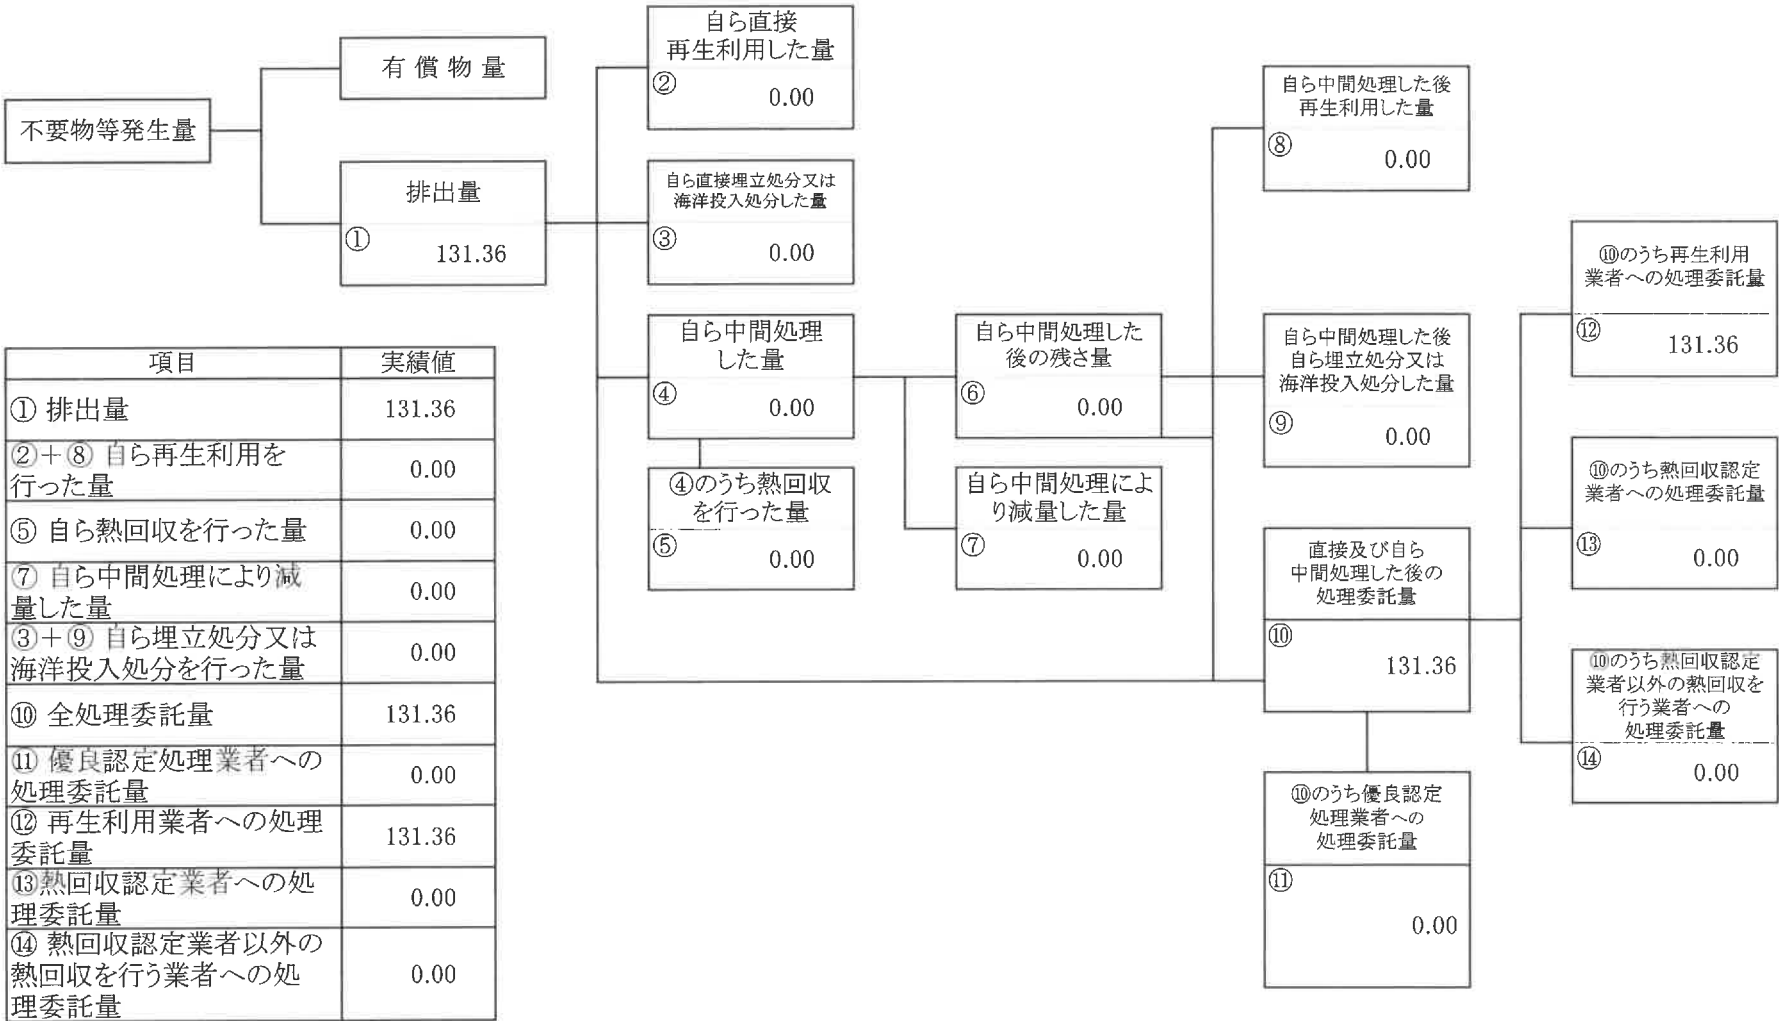 不要物等発生量
有償物量
排出量
①
131.36
自ら直接
再生利用した量
②
0.00
自ら直接埋立処分又は
海洋投入処分した量
③
0.00
自ら中間処理
した量
④
0.00
④のうち熱回収
を行った量
⑤
0.00
自ら中間処理した
後の残さ量
⑥
0.00
自ら中間処理によ
り減量した量
⑦
0.00
自ら中間処理した後
再生利用した量
⑧
0.00
自ら中間処理した後
自ら埋立処分又は
海洋投入処分した量
⑨
0.00
直接及び自ら
中間処理した後の
処理委託量
⑩
131.36
⑩のうち優良認定
処理業者への
処理委託量
⑪
0.00
⑩のうち再生利用
業者への処理委託量
⑫
131.36
⑩のうち熱回収認定
業者への処理委託量
⑬
0.00
⑩のうち熱回収認定
業者以外の熱回収を
行う業者への
処理委託量
⑭
0.00
項目 実績値
① 排出量 131.36
②＋⑧ 自ら再生利用を
行った量 0.00
⑤ 自ら熱回収を行った量 0.00
⑦ 自ら中間処理により減
量した量 0.00
③＋⑨ 自ら埋立処分又は
海洋投入処分を行った量 0.00
⑩ 全処理委託量 131.36
⑪ 優良認定処理業者への
処理委託量 0.00
⑫ 再生利用業者への処理
委託量 131.36
⑬熱回収認定業者への処
理委託量 0.00
⑭ 熱回収認定業者以外の
熱回収を行う業者への処
理委託量 0.00